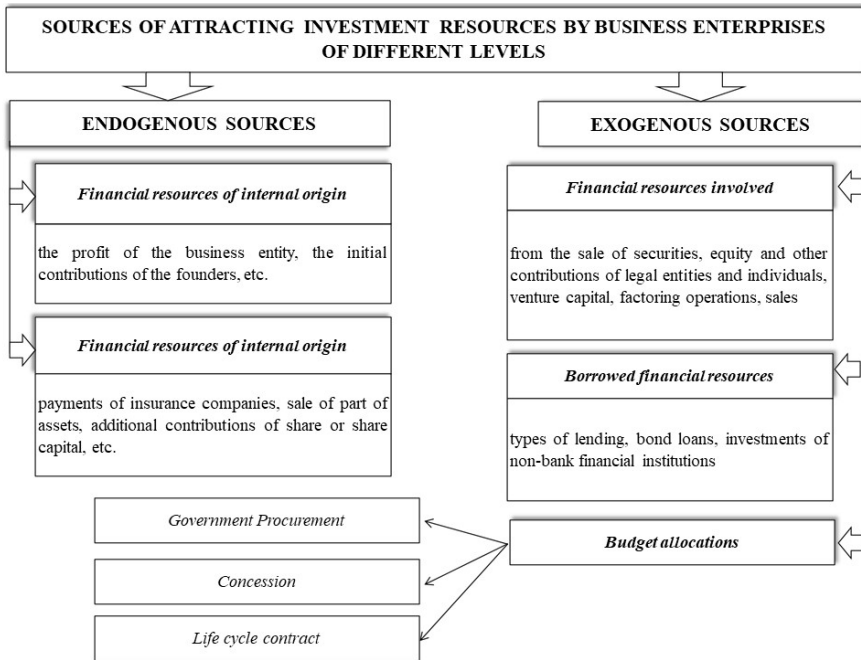 SOURCES OF ATTRACTING INVESTMENT RESOURCES BY BUSINESS ENTERPRISES
OF DIFFERENT LEVELS
ENDOGENOUS SOURCES
Financial resources of internal origin
the profit of the business entity, the initial
contributions of the founders, etc.
Financial resources of internal origin
payments of insurance companies, sale of part of
assets, additional contributions of share or share
capital, etc.
EXOGENOUS SOURCES
Financial resources involved
from the sale of securities, equity and other
contributions of legal entities and individuals,
venture capital, factoring operations, sales
Borrowed financial resources
types of lending, bond loans, investments of
non-bank financial institutions
Budget allocations
Government Procurement
Concession
Life cycle contract